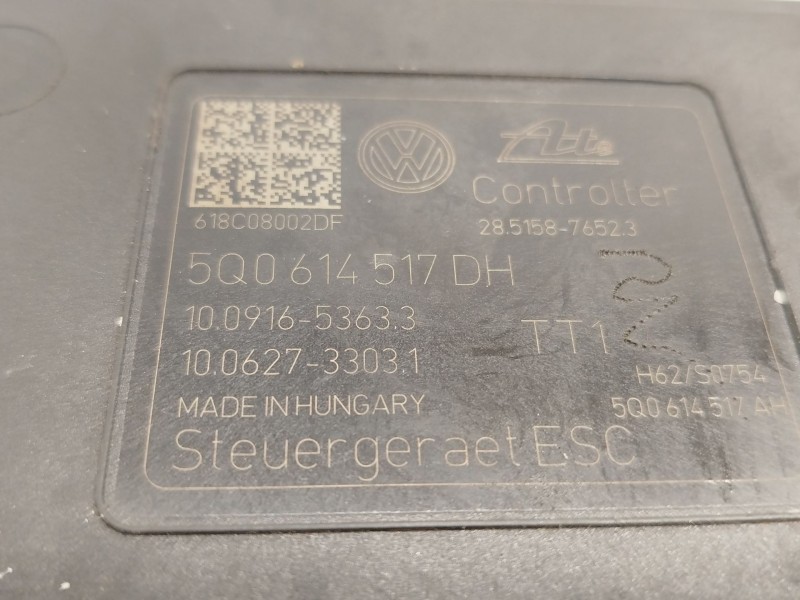 Ate
Controller
618C08002DF
28.5158-7652.3
5Q0 614 517 DH
10.0916-5363.3
10.0627-3303.1
TT1
H62/S0754
MADE IN HUNGARY
5Q0 614 517 AH
Steuergeraet ESC